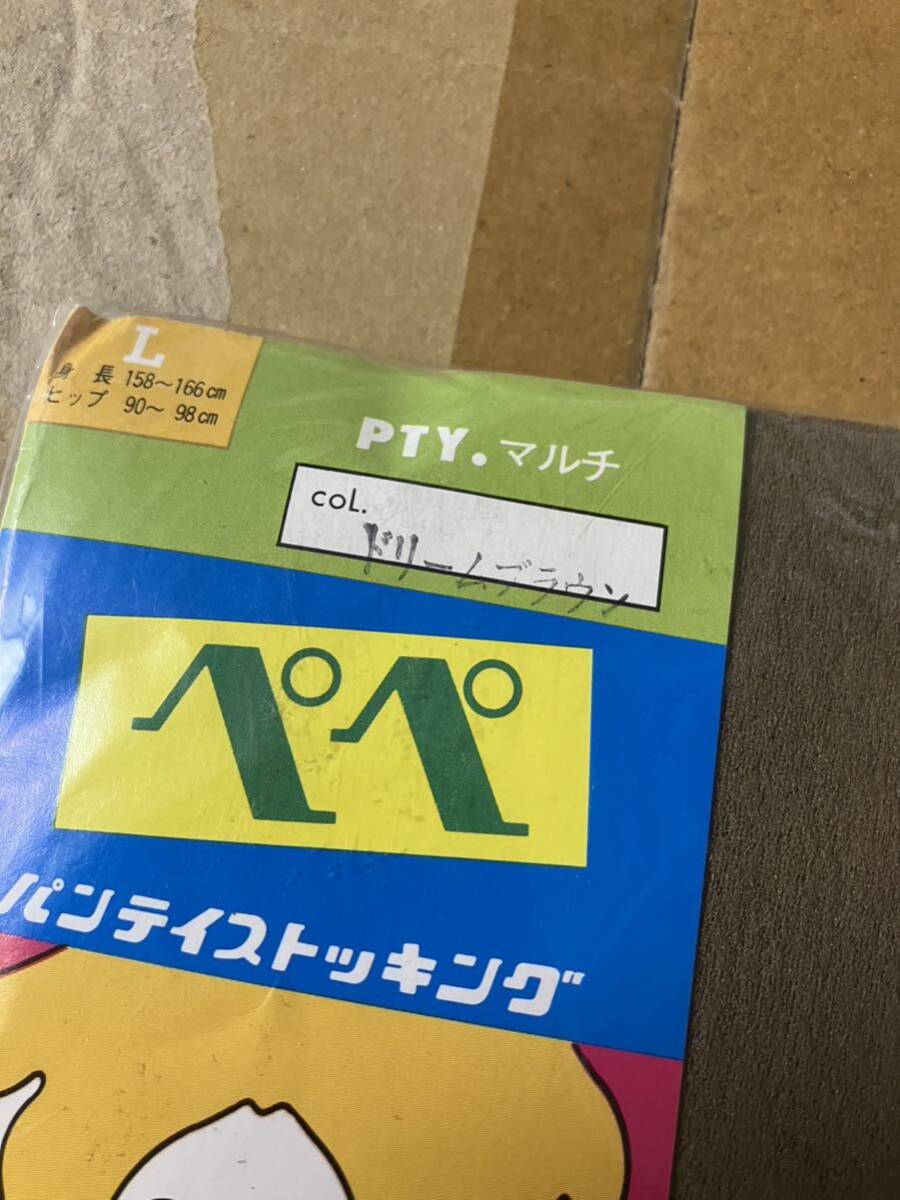 L
身長 158〜166cm
ヒップ 90〜 98cm
PTY.マルチ
COL.
ドリームブラウン
ペペ
パンテイストッキング